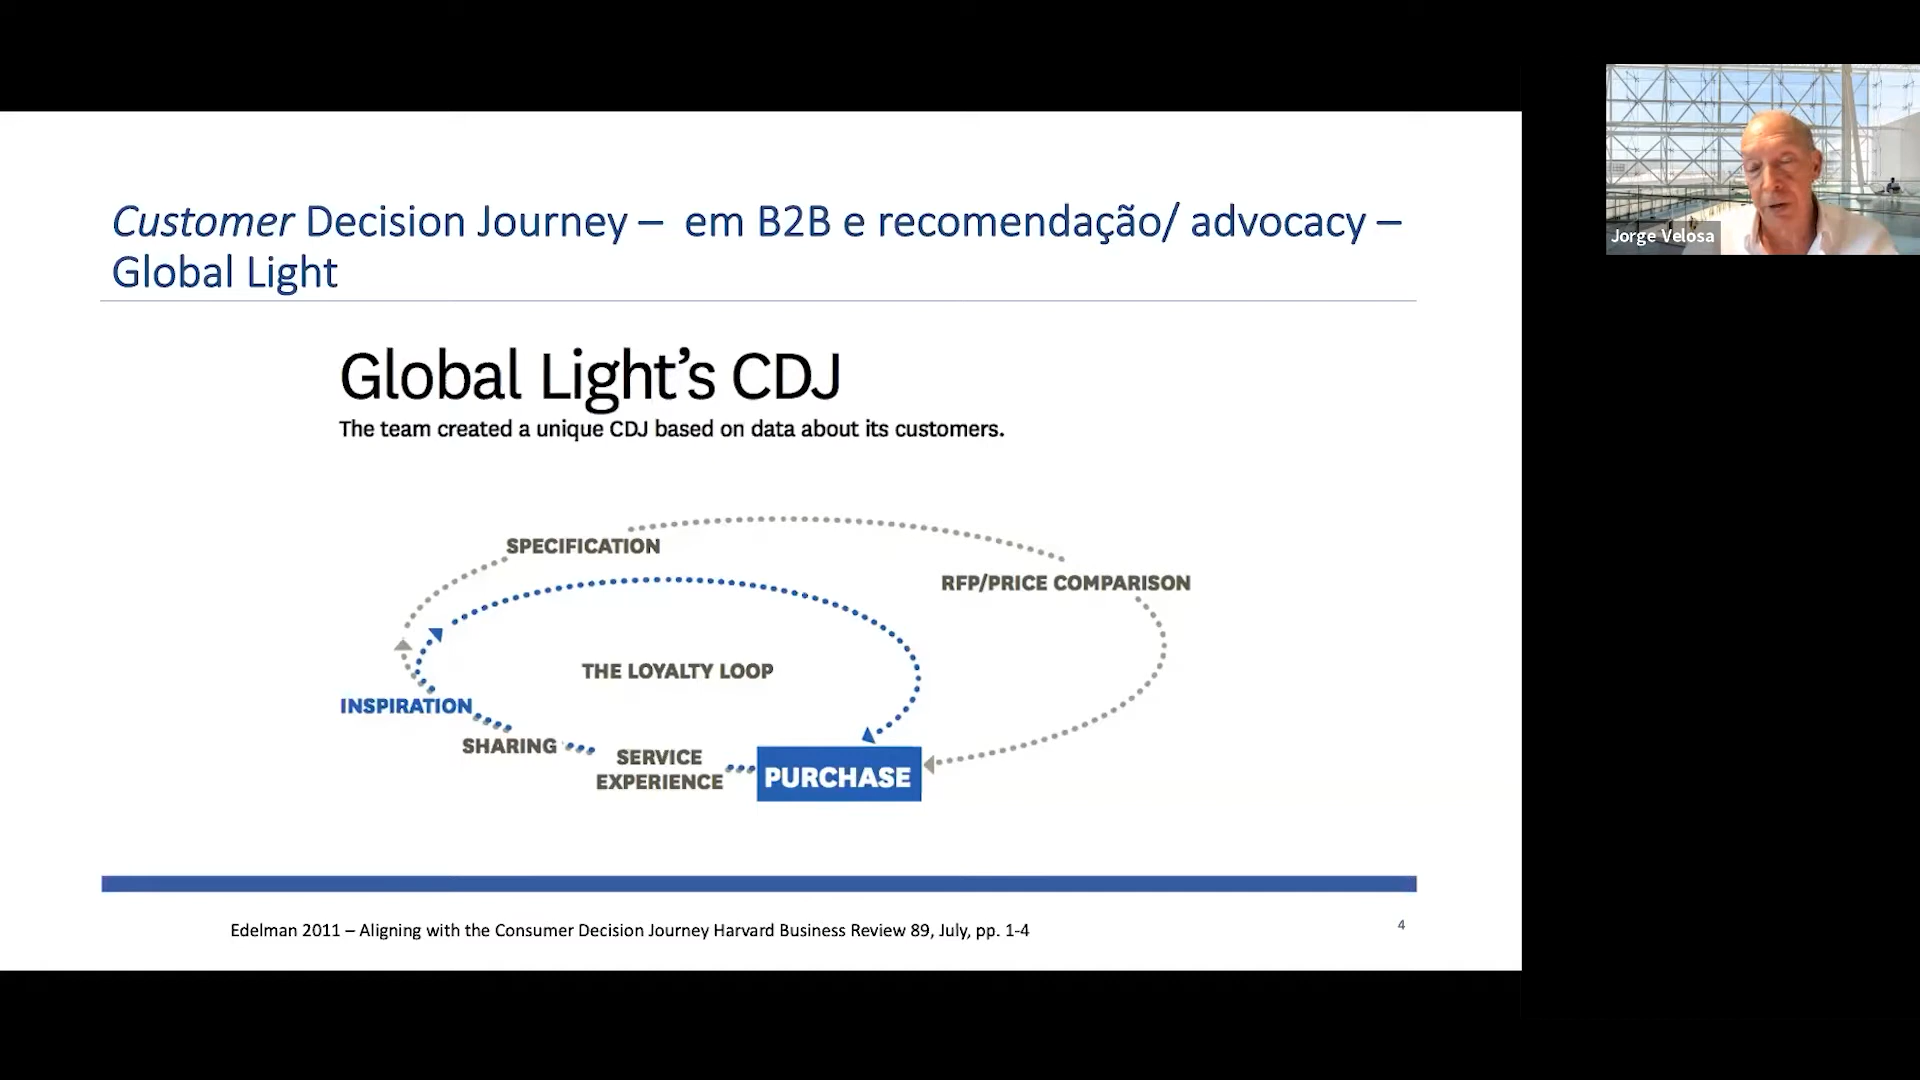 Customer Decision Journey – em B2B e recomendação/ advocacy –
Global Light
Jorge Velosa
Global Light’s CDJ
The team created a unique CDJ based on data about its customers.
SPECIFICATION
RFP/PRICE COMPARISON
THE LOYALTY LOOP
INSPIRATION
SHARING
SERVICE
EXPERIENCE
PURCHASE
Edelman 2011 – Aligning with the Consumer Decision Journey Harvard Business Review 89, July, pp. 1-4
4